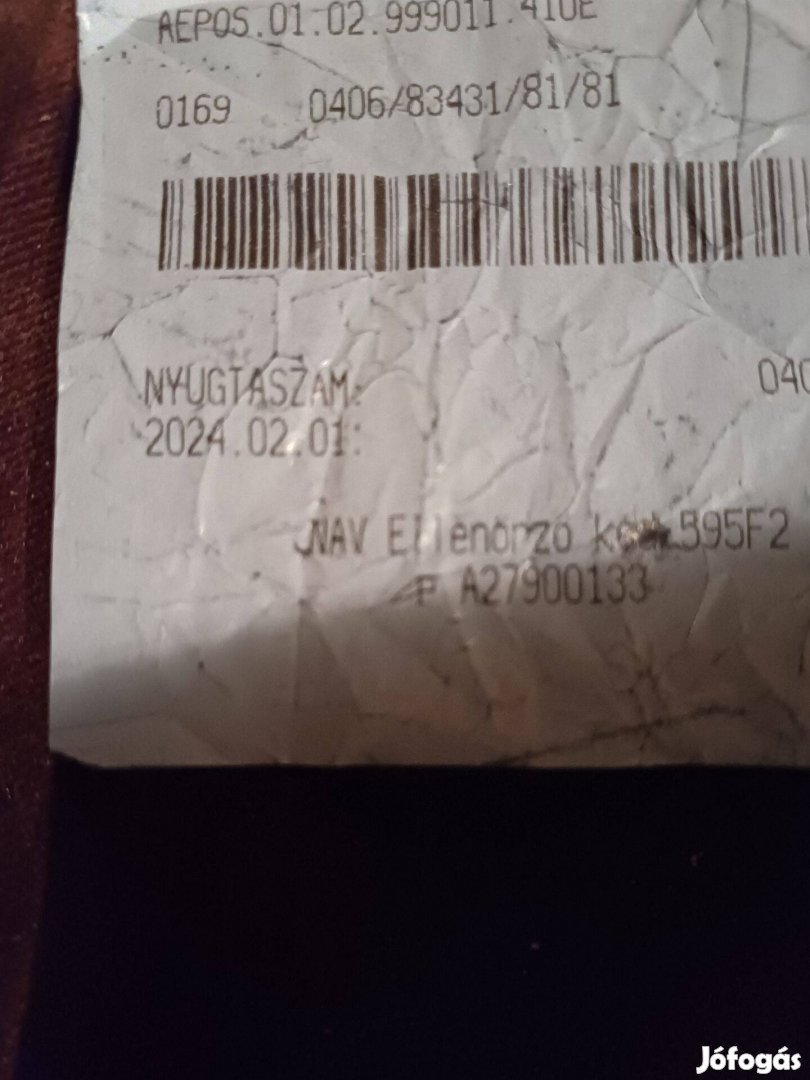 AEPOS.01.02.999011.410E
0169 0406/83431/81/81
NYUGTASZÁM: 040
2024.02.01.
NAV Ellenőrző kód: 595F2
AP A27900133
Jófogás